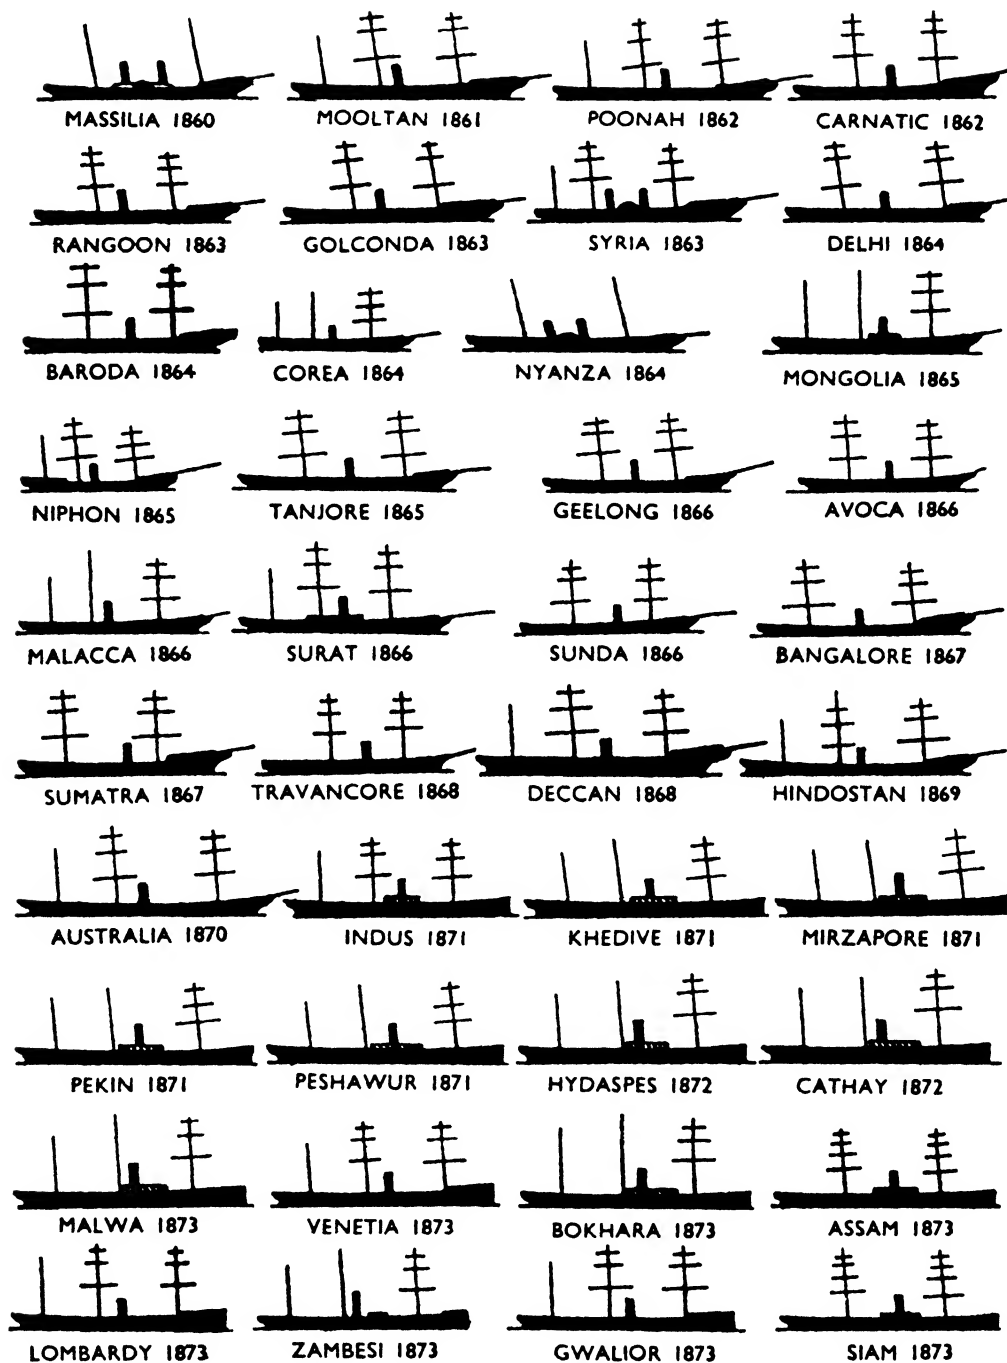 MASSILIA 1860 MOOLTAN 1861 POONAH 1862 CARNATIC 1862
RANGOON 1863 GOLCONDA 1863 SYRIA 1863 DELHI 1864
BARODA 1864 COREA 1864 NYANZA 1864 MONGOLIA 1865
NIPHON 1865 TANJORE 1865 GEELONG 1866 AVOCA 1866
MALACCA 1866 SURAT 1866 SUNDA 1866 BANGALORE 1867
SUMATRA 1867 TRAVANCORE 1868 DECCAN 1868 HINDOSTAN 1869
AUSTRALIA 1870 INDUS 1871 KHEDIVE 1871 MIRZAPORE 1871
PEKIN 1871 PESHAWUR 1871 HYDASPES 1872 CATHAY 1872
MALWA 1873 VENETIA 1873 BOKHARA 1873 ASSAM 1873
LOMBARDY 1873 ZAMBESI 1873 GWALIOR 1873 SIAM 1873